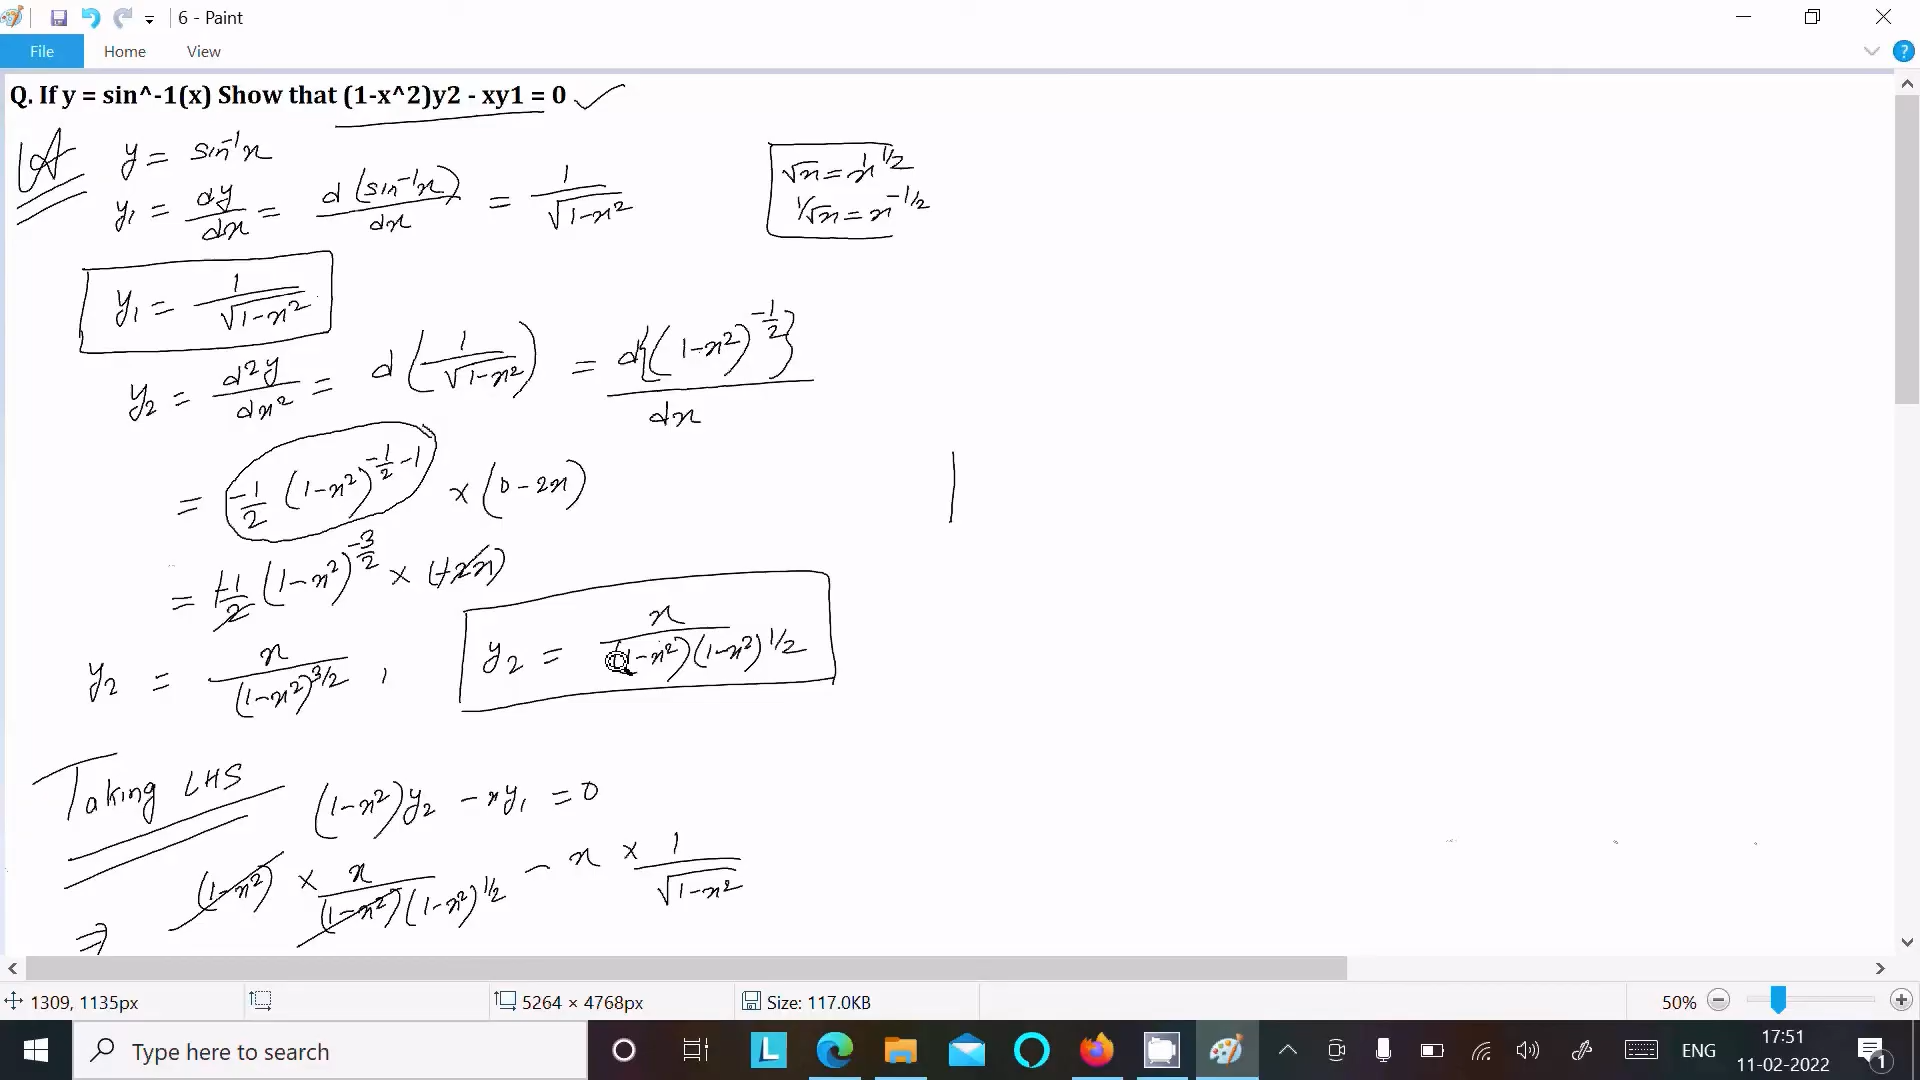 6 - Paint
File Home View
Q. If y = sin^-1(x) Show that (1-x^2)y2 - xy1 = 0
A y = sin⁻¹x
y₁ = dy/dx = d(sin⁻¹x)/dx = 1/√(1-x²)
√x = x^1/2
1/√x = x^-1/2
y₁ = 1/√(1-x²)
y₂ = d²y/dx² = d(1/√(1-x²)) = d{(1-x²)^-1/2}/dx
= -1/2 (1-x²)^(-1/2 -1) × (0-2x)
= -1/2 (1-x²)^-3/2 × (-2x)
y₂ = x/(1-x²)^3/2 , y₂ = x/(1-x²)(1-x²)^1/2
Taking LHS (1-x²)y₂ - xy₁ = 0
⇒ (1-x²) × x/(1-x²)(1-x²)^1/2 - x × 1/√(1-x²)
1309, 1135px 5264 × 4768px Size: 117.0KB 50%
Type here to search L ENG 17:51
11-02-2022 1